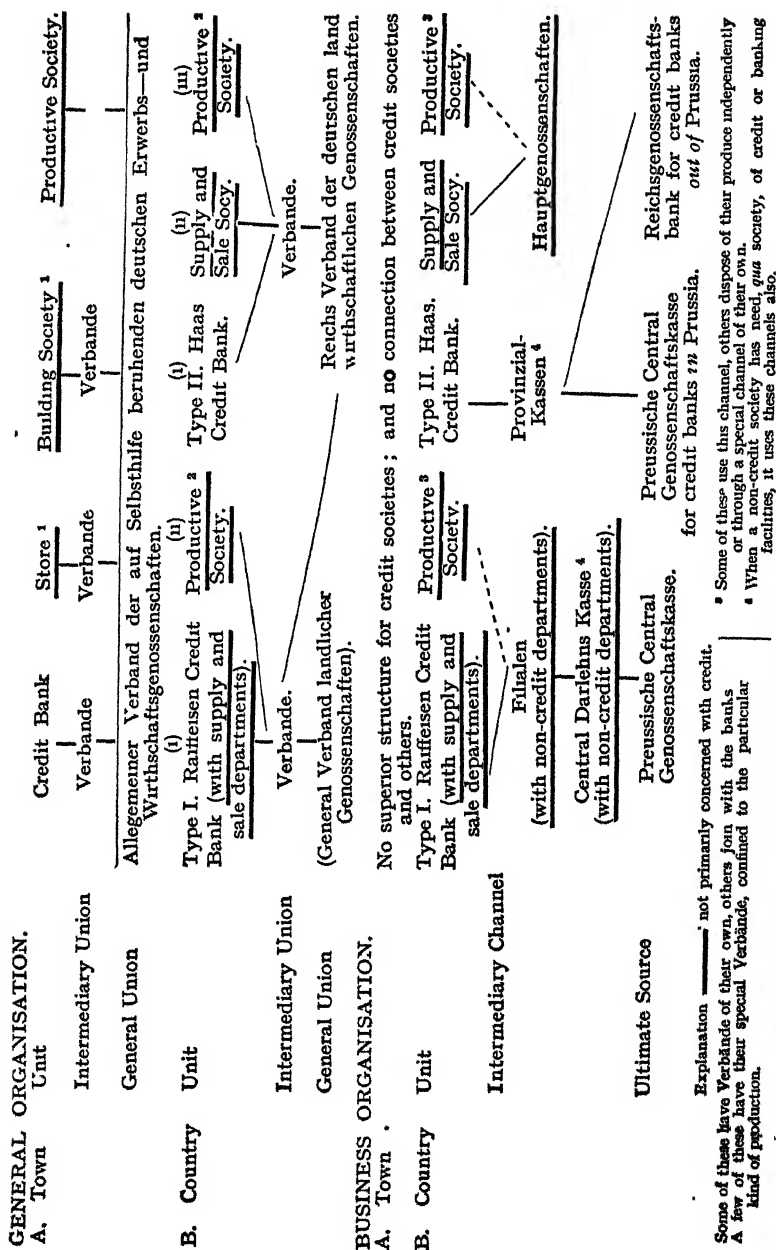 GENERAL ORGANISATION.
A. Town Unit Credit Bank Store ¹ Building Society ¹ Productive Society.
Intermediary Union Verbande Verbande Verbande
General Union Allegemeiner Verband der auf Selbsthilfe beruhenden deutschen Erwerbs—und
Wirthschaftsgenossenschaften.
(1) (11) (1) (11) (111)
B. Country Unit Type I. Raiffeisen Credit Productive ² Type II. Haas Supply and Productive ²
Bank (with supply and Society. Credit Bank. Sale Socy. Society.
sale departments).
Intermediary Union Verbande. Verbande.
General Union (General Verband landlicher Reichs Verband der deutschen land
Genossenschaften). wirthschaftlichen Genossenschaften.
BUSINESS ORGANISATION.
A. Town . No superior structure for credit societies; and no connection between credit societies
and others.
B. Country Unit Type I. Raiffeisen Credit Productive ³ Type II. Haas. Supply and Productive ³
Bank (with supply and Society. Credit Bank. Sale Socy. Society.
sale departments).
Intermediary Channel Filialen Provinzial- Hauptgenossenschaften.
(with non-credit departments). Kassen ⁴
Central Darlehns Kasse ⁴
(with non-credit departments).
Ultimate Source Preussische Central Preussische Central Reichsgenossenschafts-
Genossenschaftskasse. Genossenschaftskasse bank for credit banks
for credit banks in Prussia. out of Prussia.
Explanation ——; not primarily concerned with credit.
Some of these have Verbände of their own, others join with the banks
A few of these have their special Verbände, confined to the particular
kind of production.
³ Some of these use this channel, others dispose of their produce independently
or through a special channel of their own.
⁴ When a non-credit society has need, qua society, of credit or banking
facilities, it uses these channels also.